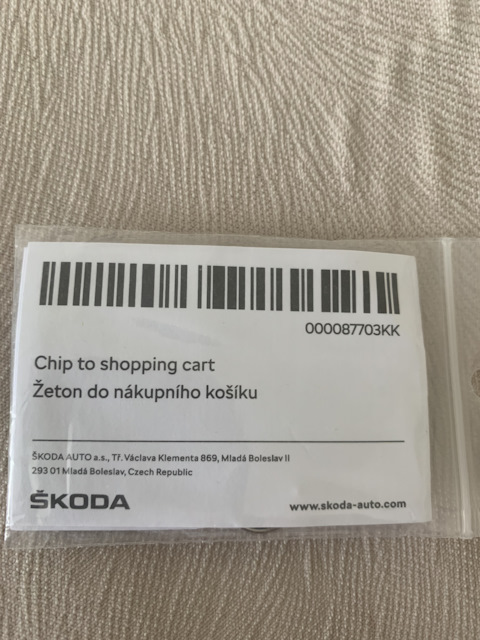 000087703KK
Chip to shopping cart
Žeton do nákupního košíku
ŠKODA AUTO a.s., Tř. Václava Klementa 869, Mladá Boleslav II
293 01 Mladá Boleslav, Czech Republic
ŠKODA www.skoda-auto.com